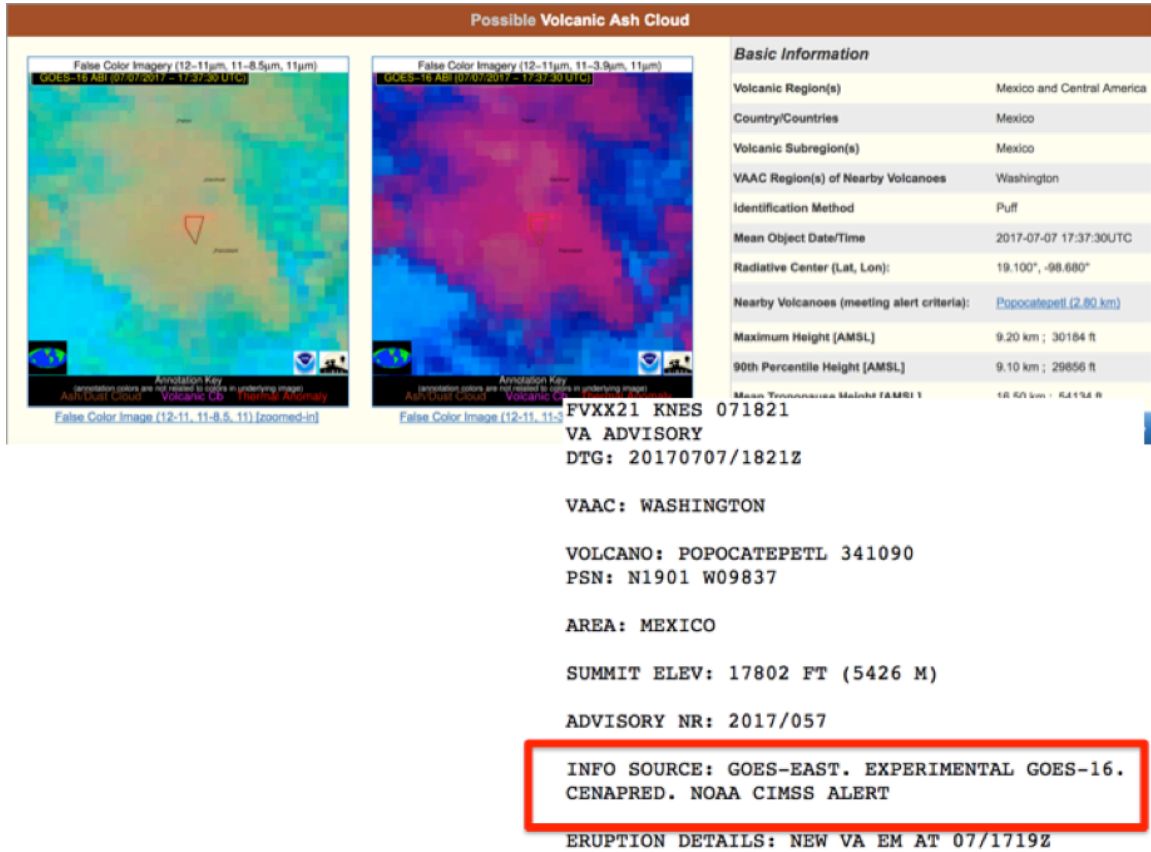 Possible Volcanic Ash Cloud
False Color Imagery (12–11μm, 11–8.5μm, 11μm)
GOES–16 ABI (07/07/2017 – 17:37:30 UTC)
Annotation Key
(annotation colors are not related to colors in underlying image)
Ash/Dust Cloud Volcanic Cb Thermal Anomaly
False Color Image (12-11, 11-8.5, 11) [zoomed-in]
False Color Imagery (12–11μm, 11–3.9μm, 11μm)
GOES–16 ABI (07/07/2017 – 17:37:30 UTC)
Annotation Key
(annotation colors are not related to colors in underlying image)
Ash/Dust Cloud Volcanic Cb Thermal Anomaly
False Color Image (12-11, 11-3
Basic Information
Volcanic Region(s) Mexico and Central America
Country/Countries Mexico
Volcanic Subregion(s) Mexico
VAAC Region(s) of Nearby Volcanoes Washington
Identification Method Puff
Mean Object Date/Time 2017-07-07 17:37:30UTC
Radiative Center (Lat, Lon): 19.100°, -98.680°
Nearby Volcanoes (meeting alert criteria): Popocatepetl (2.80 km)
Maximum Height [AMSL] 9.20 km ; 30184 ft
90th Percentile Height [AMSL] 9.10 km ; 29856 ft
Mean Tropopause Height [AMSL] 16.50 km ; 54134 ft
FVXX21 KNES 071821
VA ADVISORY
DTG: 20170707/1821Z
VAAC: WASHINGTON
VOLCANO: POPOCATEPETL 341090
PSN: N1901 W09837
AREA: MEXICO
SUMMIT ELEV: 17802 FT (5426 M)
ADVISORY NR: 2017/057
INFO SOURCE: GOES-EAST. EXPERIMENTAL GOES-16.
CENAPRED. NOAA CIMSS ALERT
ERUPTION DETAILS: NEW VA EM AT 07/1719Z